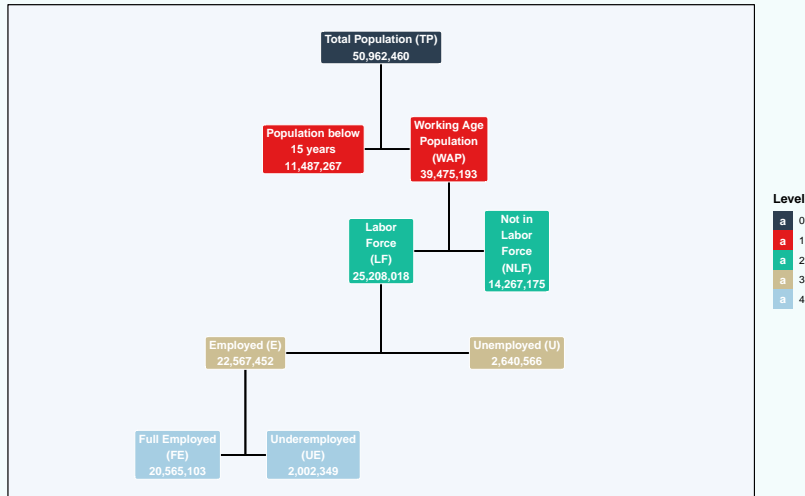 Total Population (TP)
50,962,460
Population below
15 years
11,487,267
Working Age
Population
(WAP)
39,475,193
Labor
Force
(LF)
25,208,018
Not in
Labor
Force
(NLF)
14,267,175
Employed (E)
22,567,452
Unemployed (U)
2,640,566
Full Employed
(FE)
20,565,103
Underemployed
(UE)
2,002,349
Level
a 0
a 1
a 2
a 3
a 4